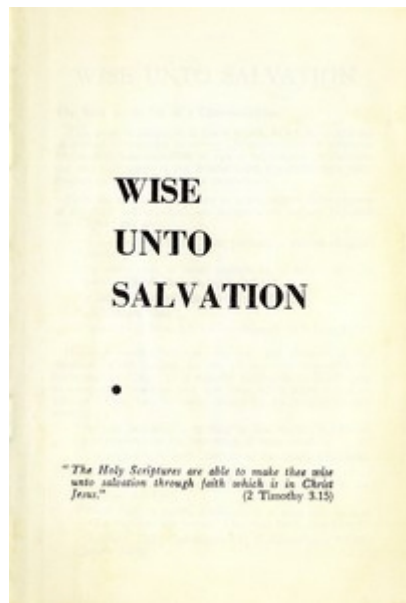 WISE
UNTO
SALVATION
"The Holy Scriptures are able to make thee wise
unto salvation through faith which is in Christ
Jesus." (2 Timothy 3.15)